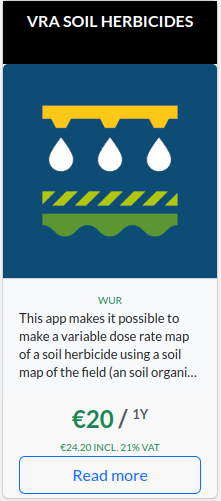 VRA SOIL HERBICIDES
WUR
This app makes it possible to
make a variable dose rate map
of a soil herbicide using a soil
map of the field (an soil organi...
€20 / 1Y
€24.20 INCL. 21% VAT
Read more